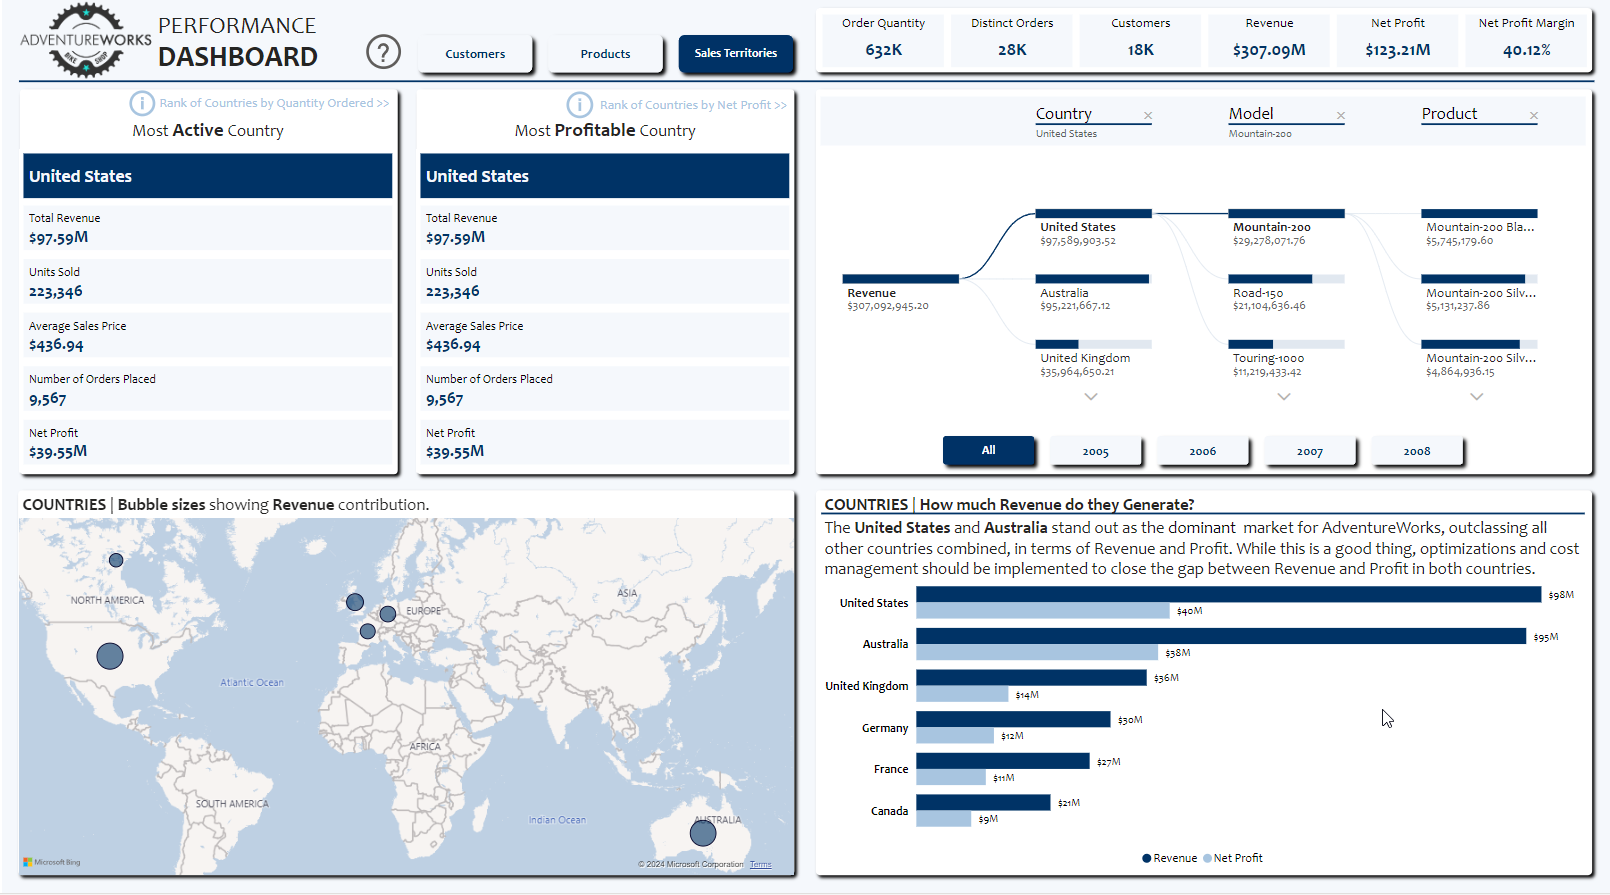 ADVENTUREWORKS
BIKE SHOP
PERFORMANCE
DASHBOARD
?
Customers
Products
Sales Territories
Order Quantity
632K
Distinct Orders
28K
Customers
18K
Revenue
$307.09M
Net Profit
$123.21M
Net Profit Margin
40.12%
i Rank of Countries by Quantity Ordered >>
Most Active Country
United States
Total Revenue
$97.59M
Units Sold
223,346
Average Sales Price
$436.94
Number of Orders Placed
9,567
Net Profit
$39.55M
i Rank of Countries by Net Profit >>
Most Profitable Country
United States
Total Revenue
$97.59M
Units Sold
223,346
Average Sales Price
$436.94
Number of Orders Placed
9,567
Net Profit
$39.55M
Country
United States
Model
Mountain-200
Product
Revenue
$307,092,945.20
United States
$97,589,903.52
Australia
$95,221,667.12
United Kingdom
$35,964,650.21
Mountain-200
$29,278,071.76
Road-150
$21,104,636.46
Touring-1000
$11,219,433.42
Mountain-200 Bla...
$5,745,179.60
Mountain-200 Silv...
$5,131,237.86
Mountain-200 Silv...
$4,864,936.15
All
2005
2006
2007
2008
COUNTRIES | Bubble sizes showing Revenue contribution.
NORTH AMERICA
EUROPE
ASIA
Atlantic Ocean
AFRICA
SOUTH AMERICA
Indian Ocean
AUSTRALIA
Microsoft Bing
© 2024 Microsoft Corporation Terms
COUNTRIES | How much Revenue do they Generate?
The United States and Australia stand out as the dominant market for AdventureWorks, outclassing all
other countries combined, in terms of Revenue and Profit. While this is a good thing, optimizations and cost
management should be implemented to close the gap between Revenue and Profit in both countries.
United States
$98M
$40M
Australia
$95M
$38M
United Kingdom
$36M
$14M
Germany
$30M
$12M
France
$27M
$11M
Canada
$21M
$9M
Revenue
Net Profit